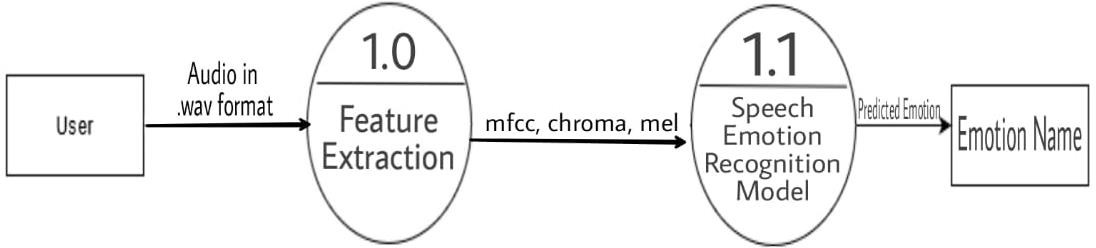 User
Audio in
.wav format
1.0
Feature
Extraction
mfcc, chroma, mel
1.1
Speech
Emotion
Recognition
Model
Predicted Emotion
Emotion Name